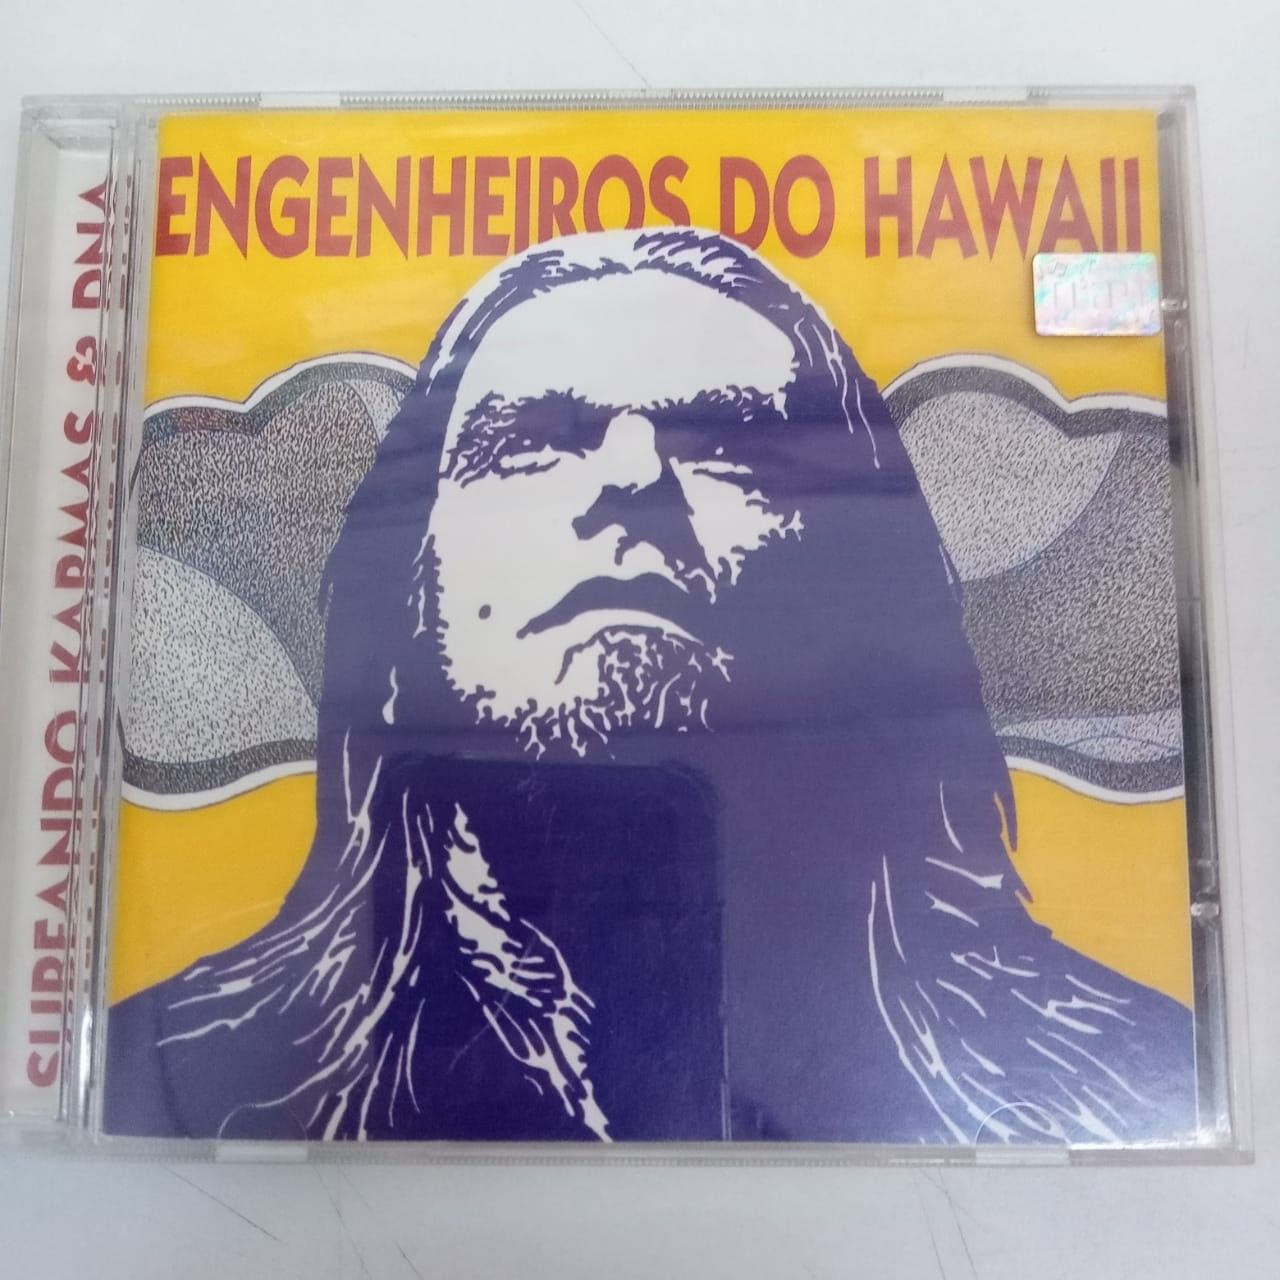 ENGENHEIROS DO HAWAII
SURFANDO KARMAS & DNA